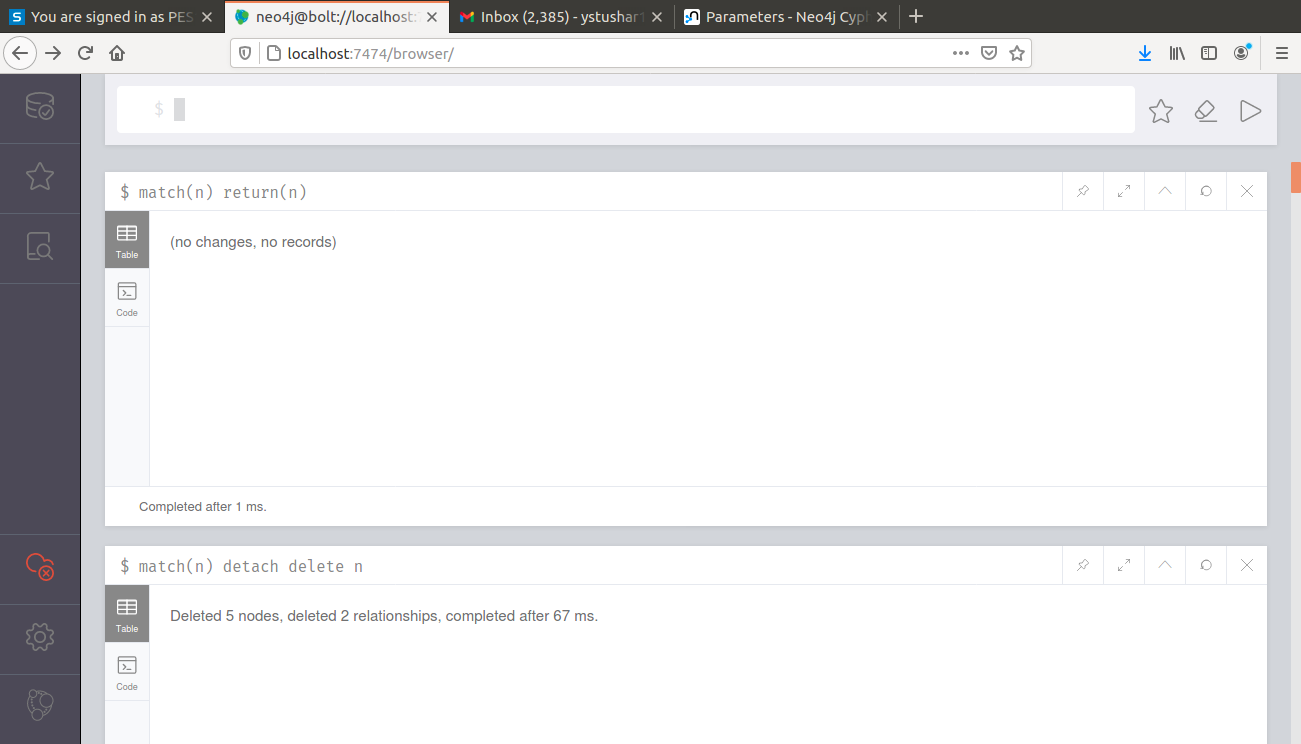 You are signed in as PES
neo4j@bolt://localhost:
Inbox (2,385) - ystushar
Parameters - Neo4j Cyp
localhost:7474/browser/
$
$ match(n) return(n)
Table
(no changes, no records)
Code
Completed after 1 ms.
$ match(n) detach delete n
Table
Deleted 5 nodes, deleted 2 relationships, completed after 67 ms.
Code